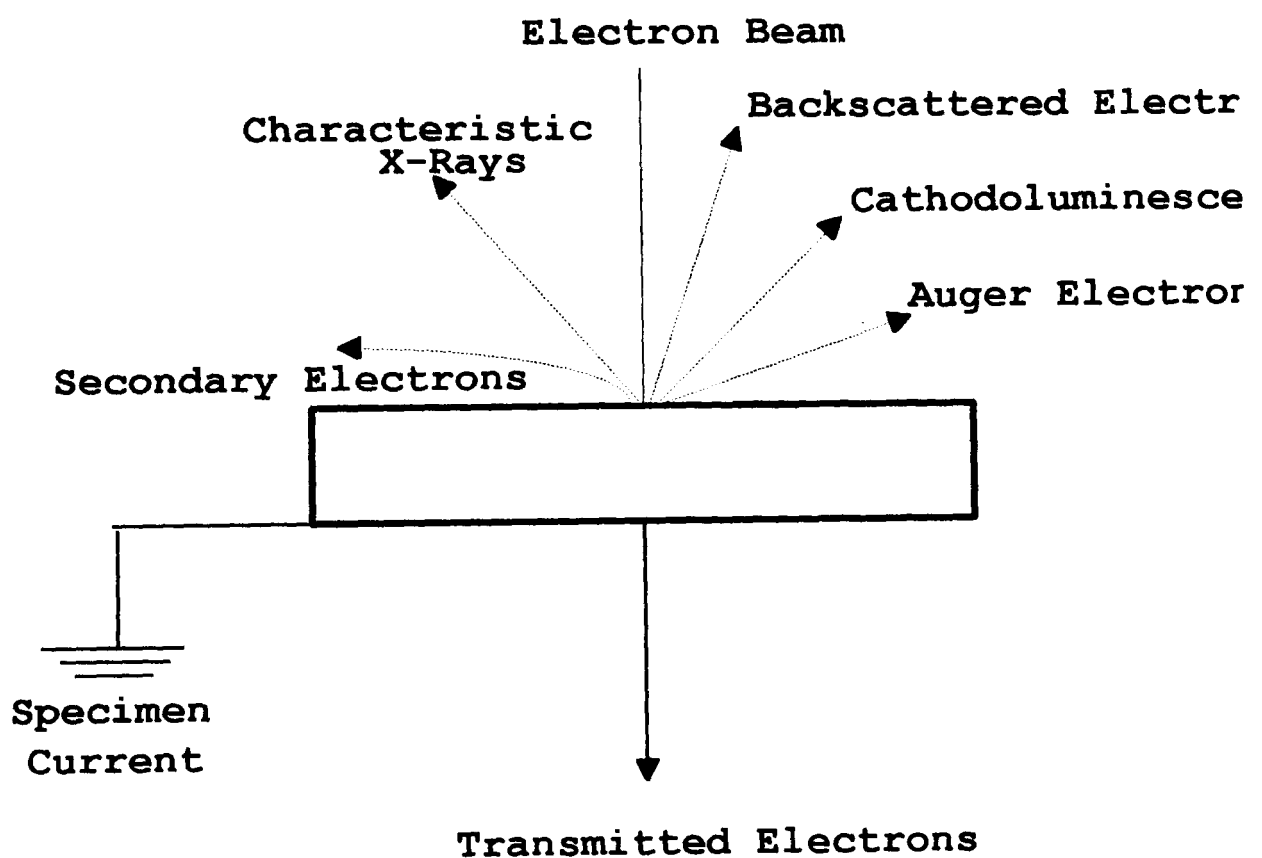 Electron Beam
Backscattered Electr
Characteristic
X-Rays
Cathodoluminesce
Auger Electror
Secondary Electrons
Specimen
Current
Transmitted Electrons